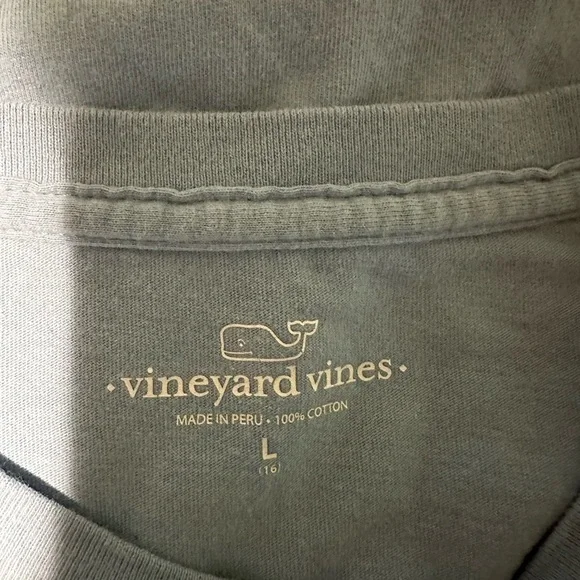 • vineyard vines •
MADE IN PERU • 100% COTTON
L
(16)